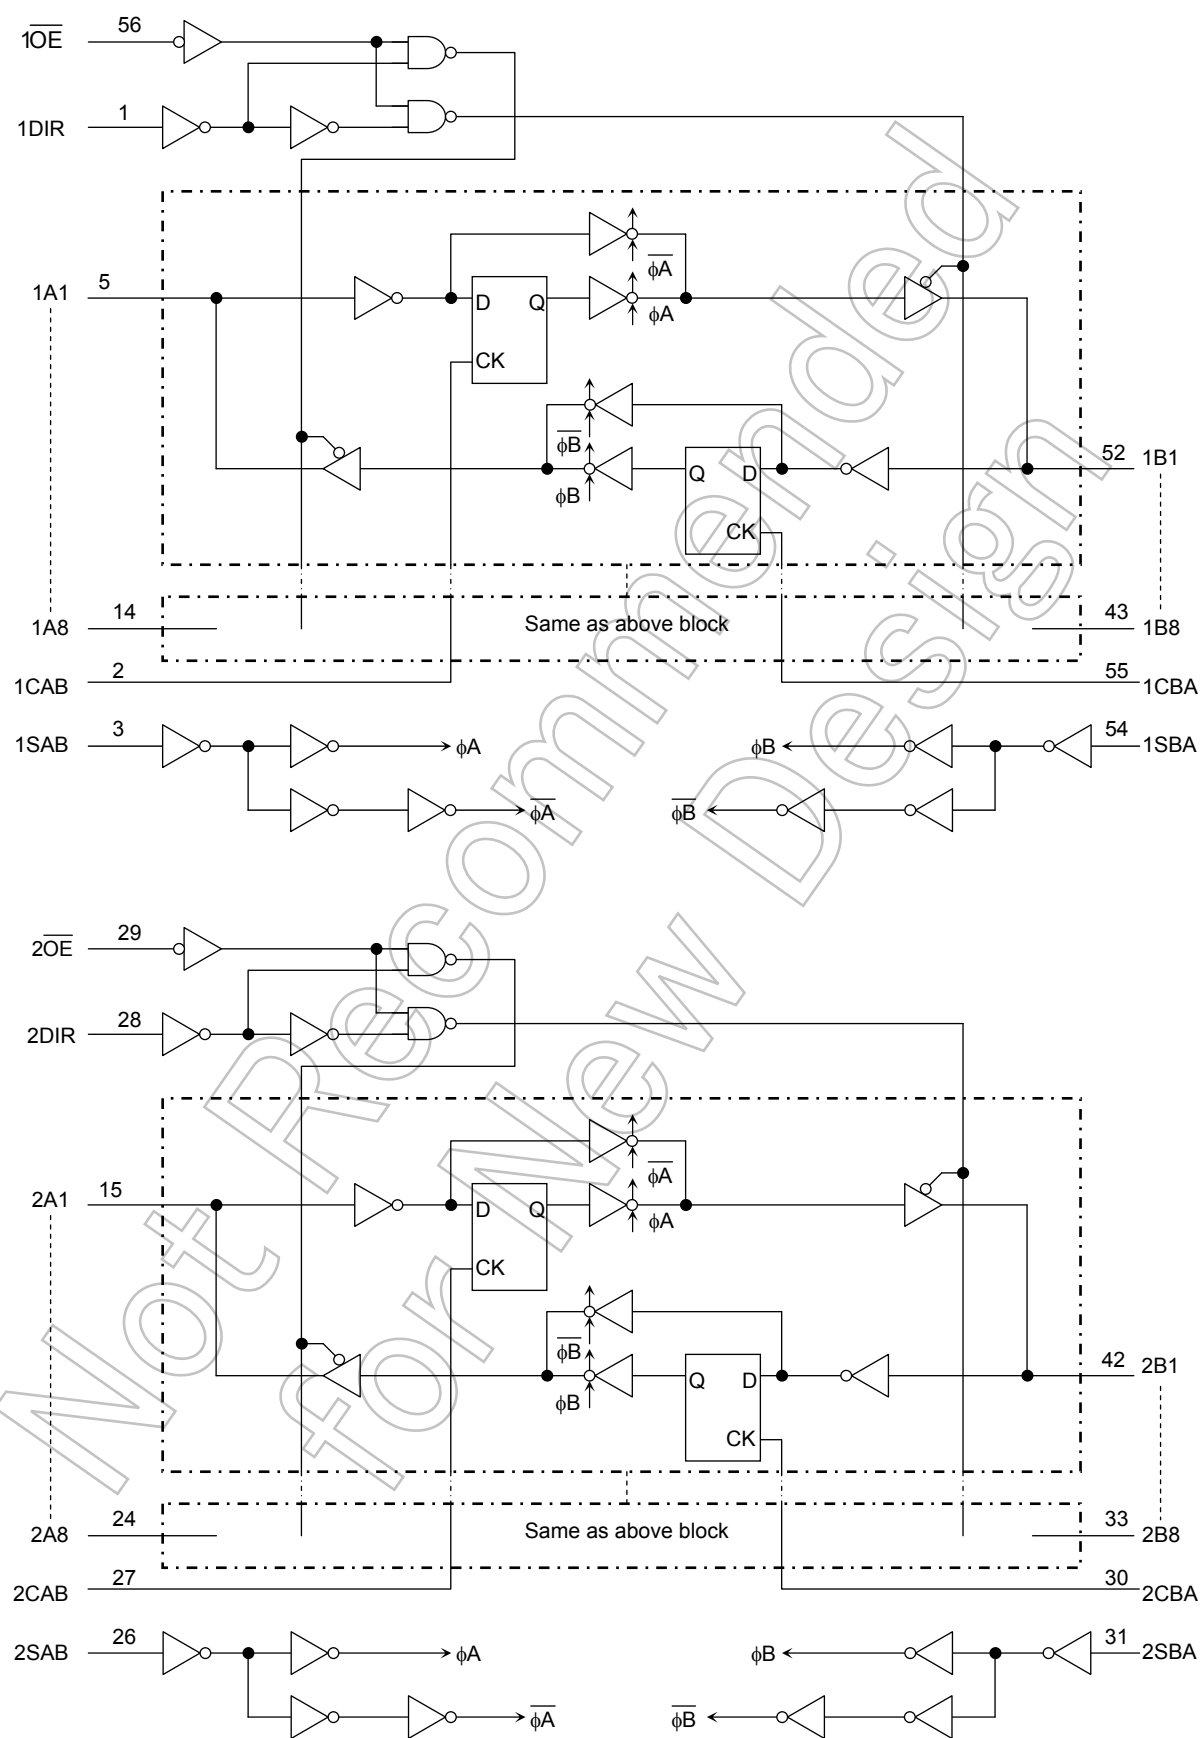 1OE 56
1DIR 1
1A1 5
φA
φA
D Q
CK
φB
φB
Q D
CK
52 1B1
1A8 14
Same as above block
43 1B8
1CAB 2
55 1CBA
1SAB 3
φA
φB
54 1SBA
φA
φB
2OE 29
2DIR 28
2A1 15
φA
φA
D Q
CK
φB
φB
Q D
CK
42 2B1
2A8 24
Same as above block
33 2B8
2CAB 27
30 2CBA
2SAB 26
φA
φB
31 2SBA
φA
φB
Not Recommended
for New Design